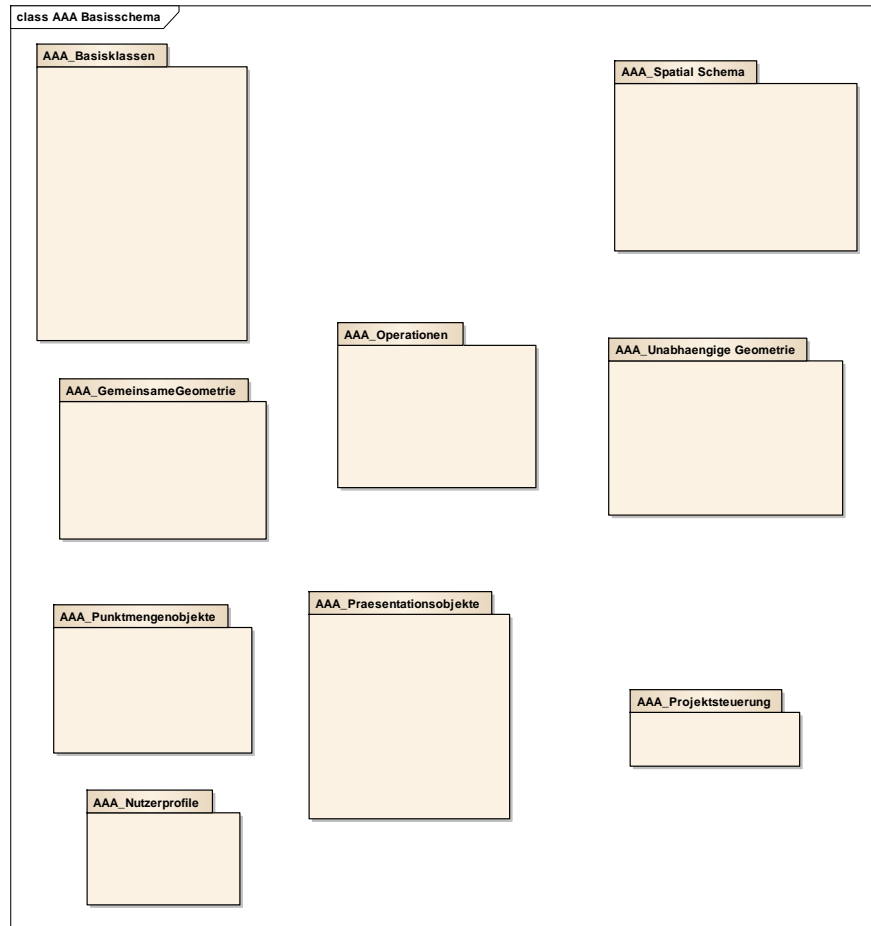 class AAA Basisschema
AAA_Basisklassen
AAA_Spatial Schema
AAA_Operationen
AAA_Unabhaengige Geometrie
AAA_GemeinsameGeometrie
AAA_Praesentationsobjekte
AAA_Punktmengenobjekte
AAA_Projektsteuerung
AAA_Nutzerprofile